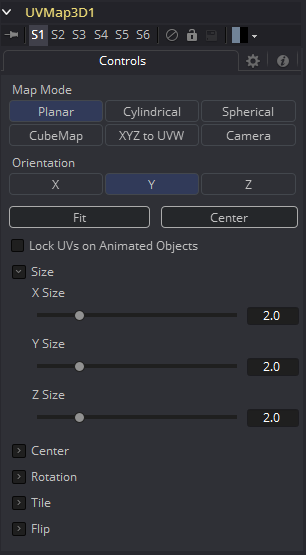 UVMap3D1
S1 S2 S3 S4 S5 S6
Controls
Map Mode
Planar Cylindrical Spherical
CubeMap XYZ to UVW Camera
Orientation
X Y Z
Fit Center
Lock UVs on Animated Objects
Size
X Size
2.0
Y Size
2.0
Z Size
2.0
Center
Rotation
Tile
Flip